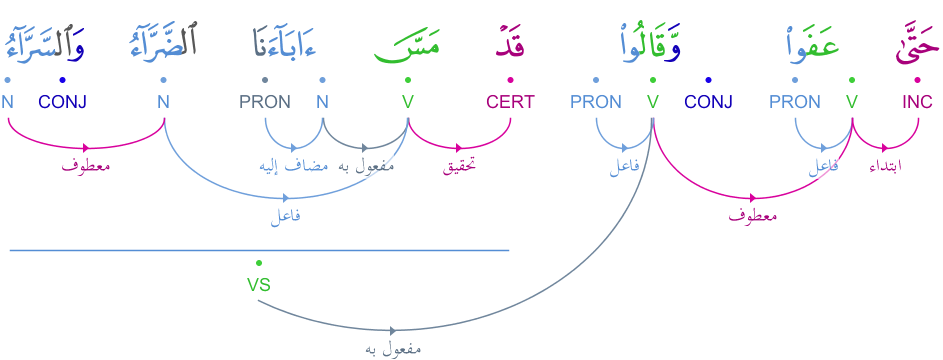 حَتَّىٰ عَفَوا۟ وَّقَالُوا۟ قَدْ مَسَّ ءَابَآءَنَا ٱلضَّرَّآءُ وَٱلسَّرَّآءُ
INC V PRON CONJ V PRON CERT V N PRON N CONJ N
ابتداء فاعل فاعل تحقيق مفعول به مضاف إليه معطوف
معطوف فاعل
VS
مفعول به